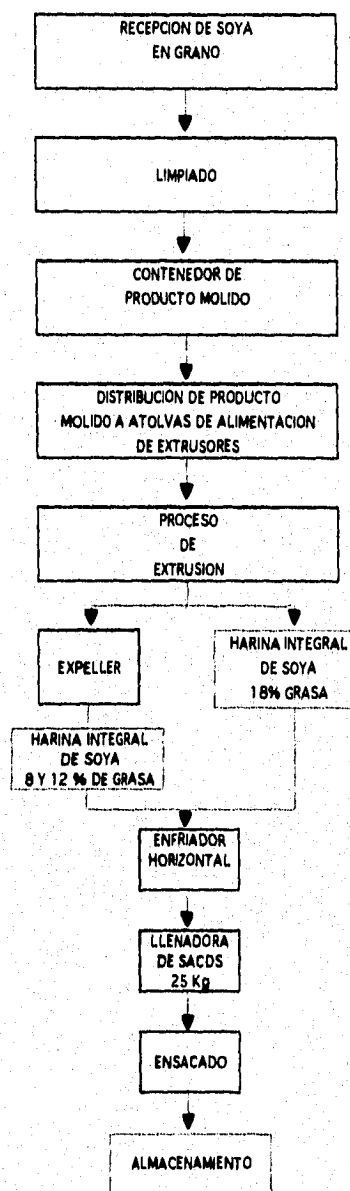 RECEPCION DE SOYA
EN GRANO
LIMPIADO
CONTENEDOR DE
PRODUCTO MOLIDO
DISTRIBUCION DE PRODUCTO
MOLIDO A ATOLVAS DE ALIMENTACION
DE EXTRUSORES
PROCESO
DE
EXTRUSION
EXPELLER
HARINA INTEGRAL
DE SOYA
18% GRASA
HARINA INTEGRAL
DE SOYA
8 Y 12 % DE GRASA
ENFRIADOR
HORIZONTAL
LLENADORA
DE SACOS
25 Kg
ENSACADO
ALMACENAMIENTO